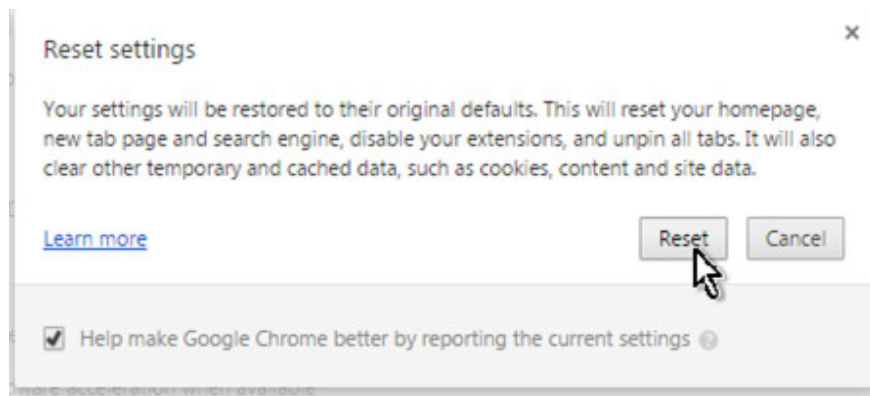 Reset settings
Your settings will be restored to their original defaults. This will reset your homepage,
new tab page and search engine, disable your extensions, and unpin all tabs. It will also
clear other temporary and cached data, such as cookies, content and site data.
Learn more
Reset
Cancel
Help make Google Chrome better by reporting the current settings
acceleration when available